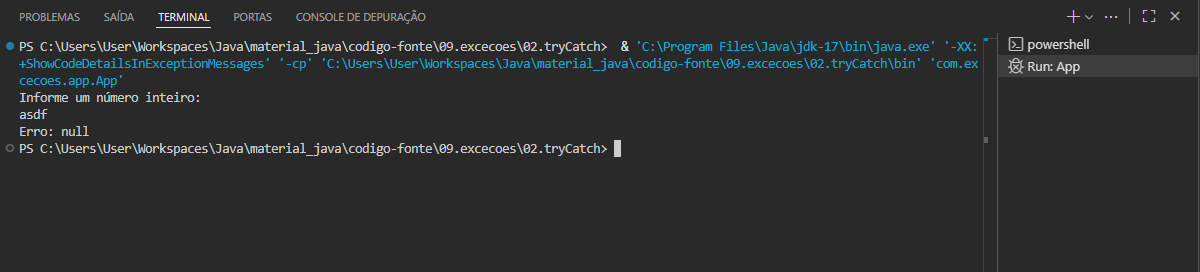 PROBLEMAS SAÍDA TERMINAL PORTAS CONSOLE DE DEPURAÇÃO
PS C:\Users\User\Workspaces\Java\material_java\codigo-fonte\09.excecoes\02.tryCatch>  & 'C:\Program Files\Java\jdk-17\bin\java.exe' '-XX:
+ShowCodeDetailsInExceptionMessages' '-cp' 'C:\Users\User\Workspaces\Java\material_java\codigo-fonte\09.excecoes\02.tryCatch\bin' 'com.ex
cecoes.app.App'
Informe um número inteiro:
asdf
Erro: null
PS C:\Users\User\Workspaces\Java\material_java\codigo-fonte\09.excecoes\02.tryCatch>
powershell
Run: App